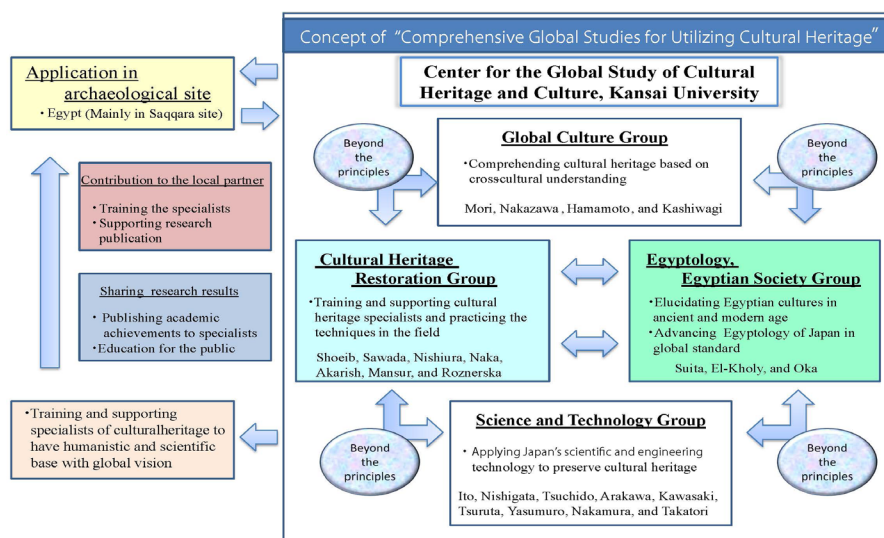 Concept of "Comprehensive Global Studies for Utilizing Cultural Heritage"
Center for the Global Study of Cultural
Heritage and Culture, Kansai University
Application in
archaeological site
• Egypt (Mainly in Saqqara site)
Contribution to the local partner
• Training the specialists
• Supporting research
publication
Sharing research results
• Publishing academic
achievements to specialists
• Education for the public
• Training and supporting
specialists of culturalheritage to
have humanistic and scientific
base with global vision
Beyond
the
principles
Global Culture Group
• Comprehending cultural heritage based on
cross-cultural understanding
Mori, Nakazawa , Hamamoto, and Kashiwagi
Beyond
the
principles
Cultural Heritage
Restoration Group
• Training and supporting cultural
heritage specialists and practicing the
techniques in the field
Shoeib, Sawada, Nishiura, Naka,
Akarish, Mansur, and Roznerska
Egyptology,
Egyptian Society Group
• Elucidating Egyptian cultures in
ancient and modern age
• Advancing Egyptology of Japan in
global standard
Suita, El-Kholy, and Oka
Beyond
the
principles
Science and Technology Group
• Applying Japan's scientific and engineering
technology to preserve cultural heritage
Ito, Nishigata, Tsuchido, Arakawa, Kawasaki,
Tsuruta, Yasumuro, Nakamura, and Takatori
Beyond
the
principles